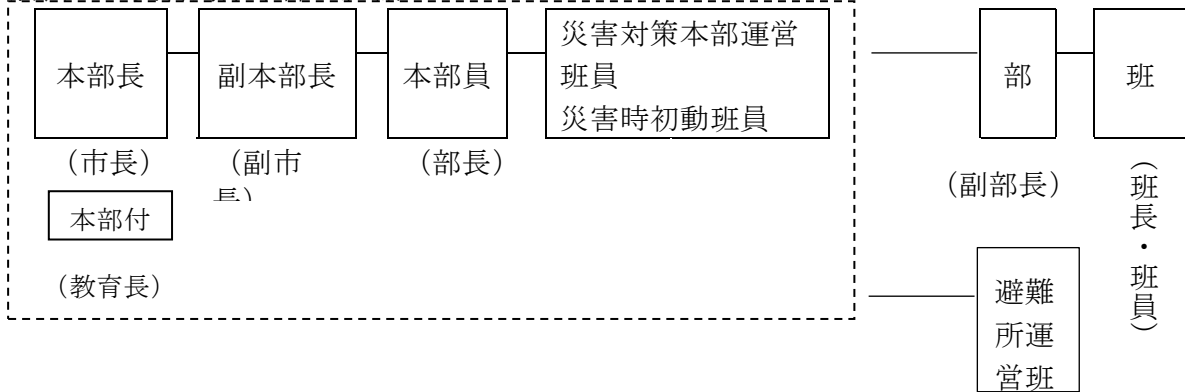 本部長
副本部長
本部員
災害対策本部運営
班員
災害時初動班員
部
班
（市長）
（副市
長）
（部長）
（副部長）
（班長・班員）
本部付
（教育長）
避難
所運
営班